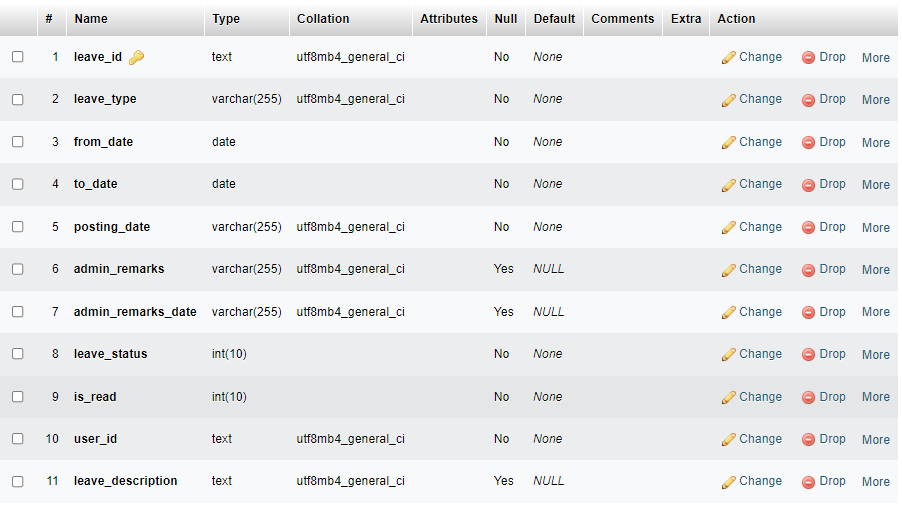 # Name Type Collation Attributes Null Default Comments Extra Action
1 leave_id text utf8mb4_general_ci No None Change Drop More
2 leave_type varchar(255) utf8mb4_general_ci No None Change Drop More
3 from_date date No None Change Drop More
4 to_date date No None Change Drop More
5 posting_date varchar(255) utf8mb4_general_ci No None Change Drop More
6 admin_remarks varchar(255) utf8mb4_general_ci Yes NULL Change Drop More
7 admin_remarks_date varchar(255) utf8mb4_general_ci Yes NULL Change Drop More
8 leave_status int(10) No None Change Drop More
9 is_read int(10) No None Change Drop More
10 user_id text utf8mb4_general_ci No None Change Drop More
11 leave_description text utf8mb4_general_ci Yes NULL Change Drop More